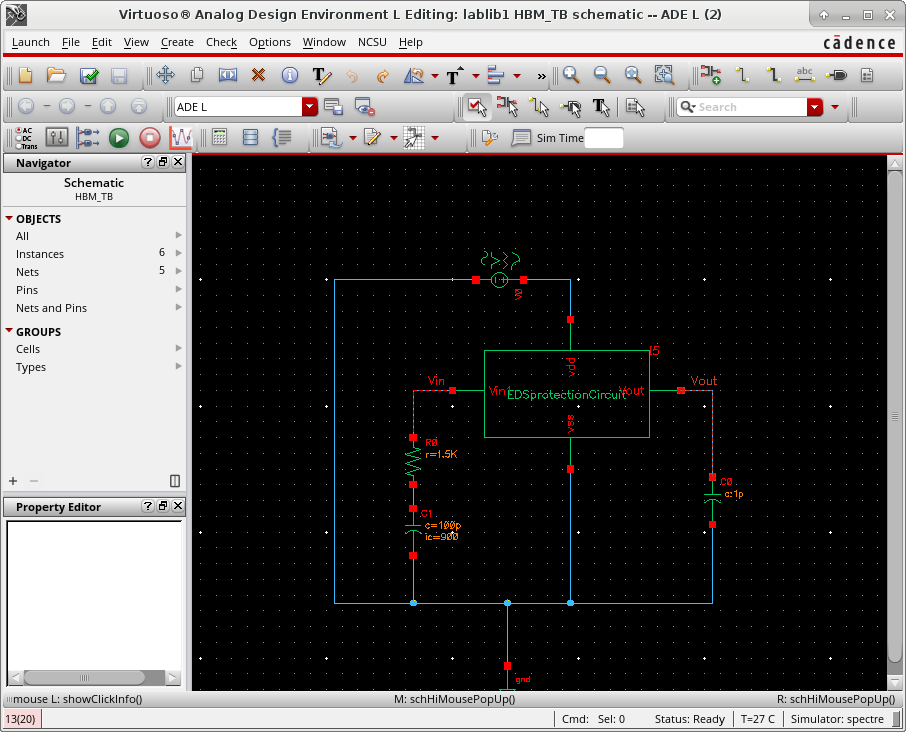 Virtuoso® Analog Design Environment L Editing: lablib1 HBM_TB schematic -- ADE L (2)
Launch File Edit View Create Check Options Window NCSU Help
cādence
T T » abc
ADE L
T
Search
AC
DC
Trans
Sim Time
Navigator
Schematic
HBM_TB
OBJECTS
All
Instances 6
Nets 5
Pins
Nets and Pins
GROUPS
Cells
Types
Property Editor
V0
I5
vdd
Vin
Vin
EDSprotectionCircuit
Vout
Vout
vss
R0
r=1.5K
C1
c=100p
ic=900
C0
c:1p
gnd
mouse L: showClickInfo() M: schHiMousePopUp() R: schHiMousePopUp()
13(20) Cmd: Sel: 0 Status: Ready T=27 C Simulator: spectre